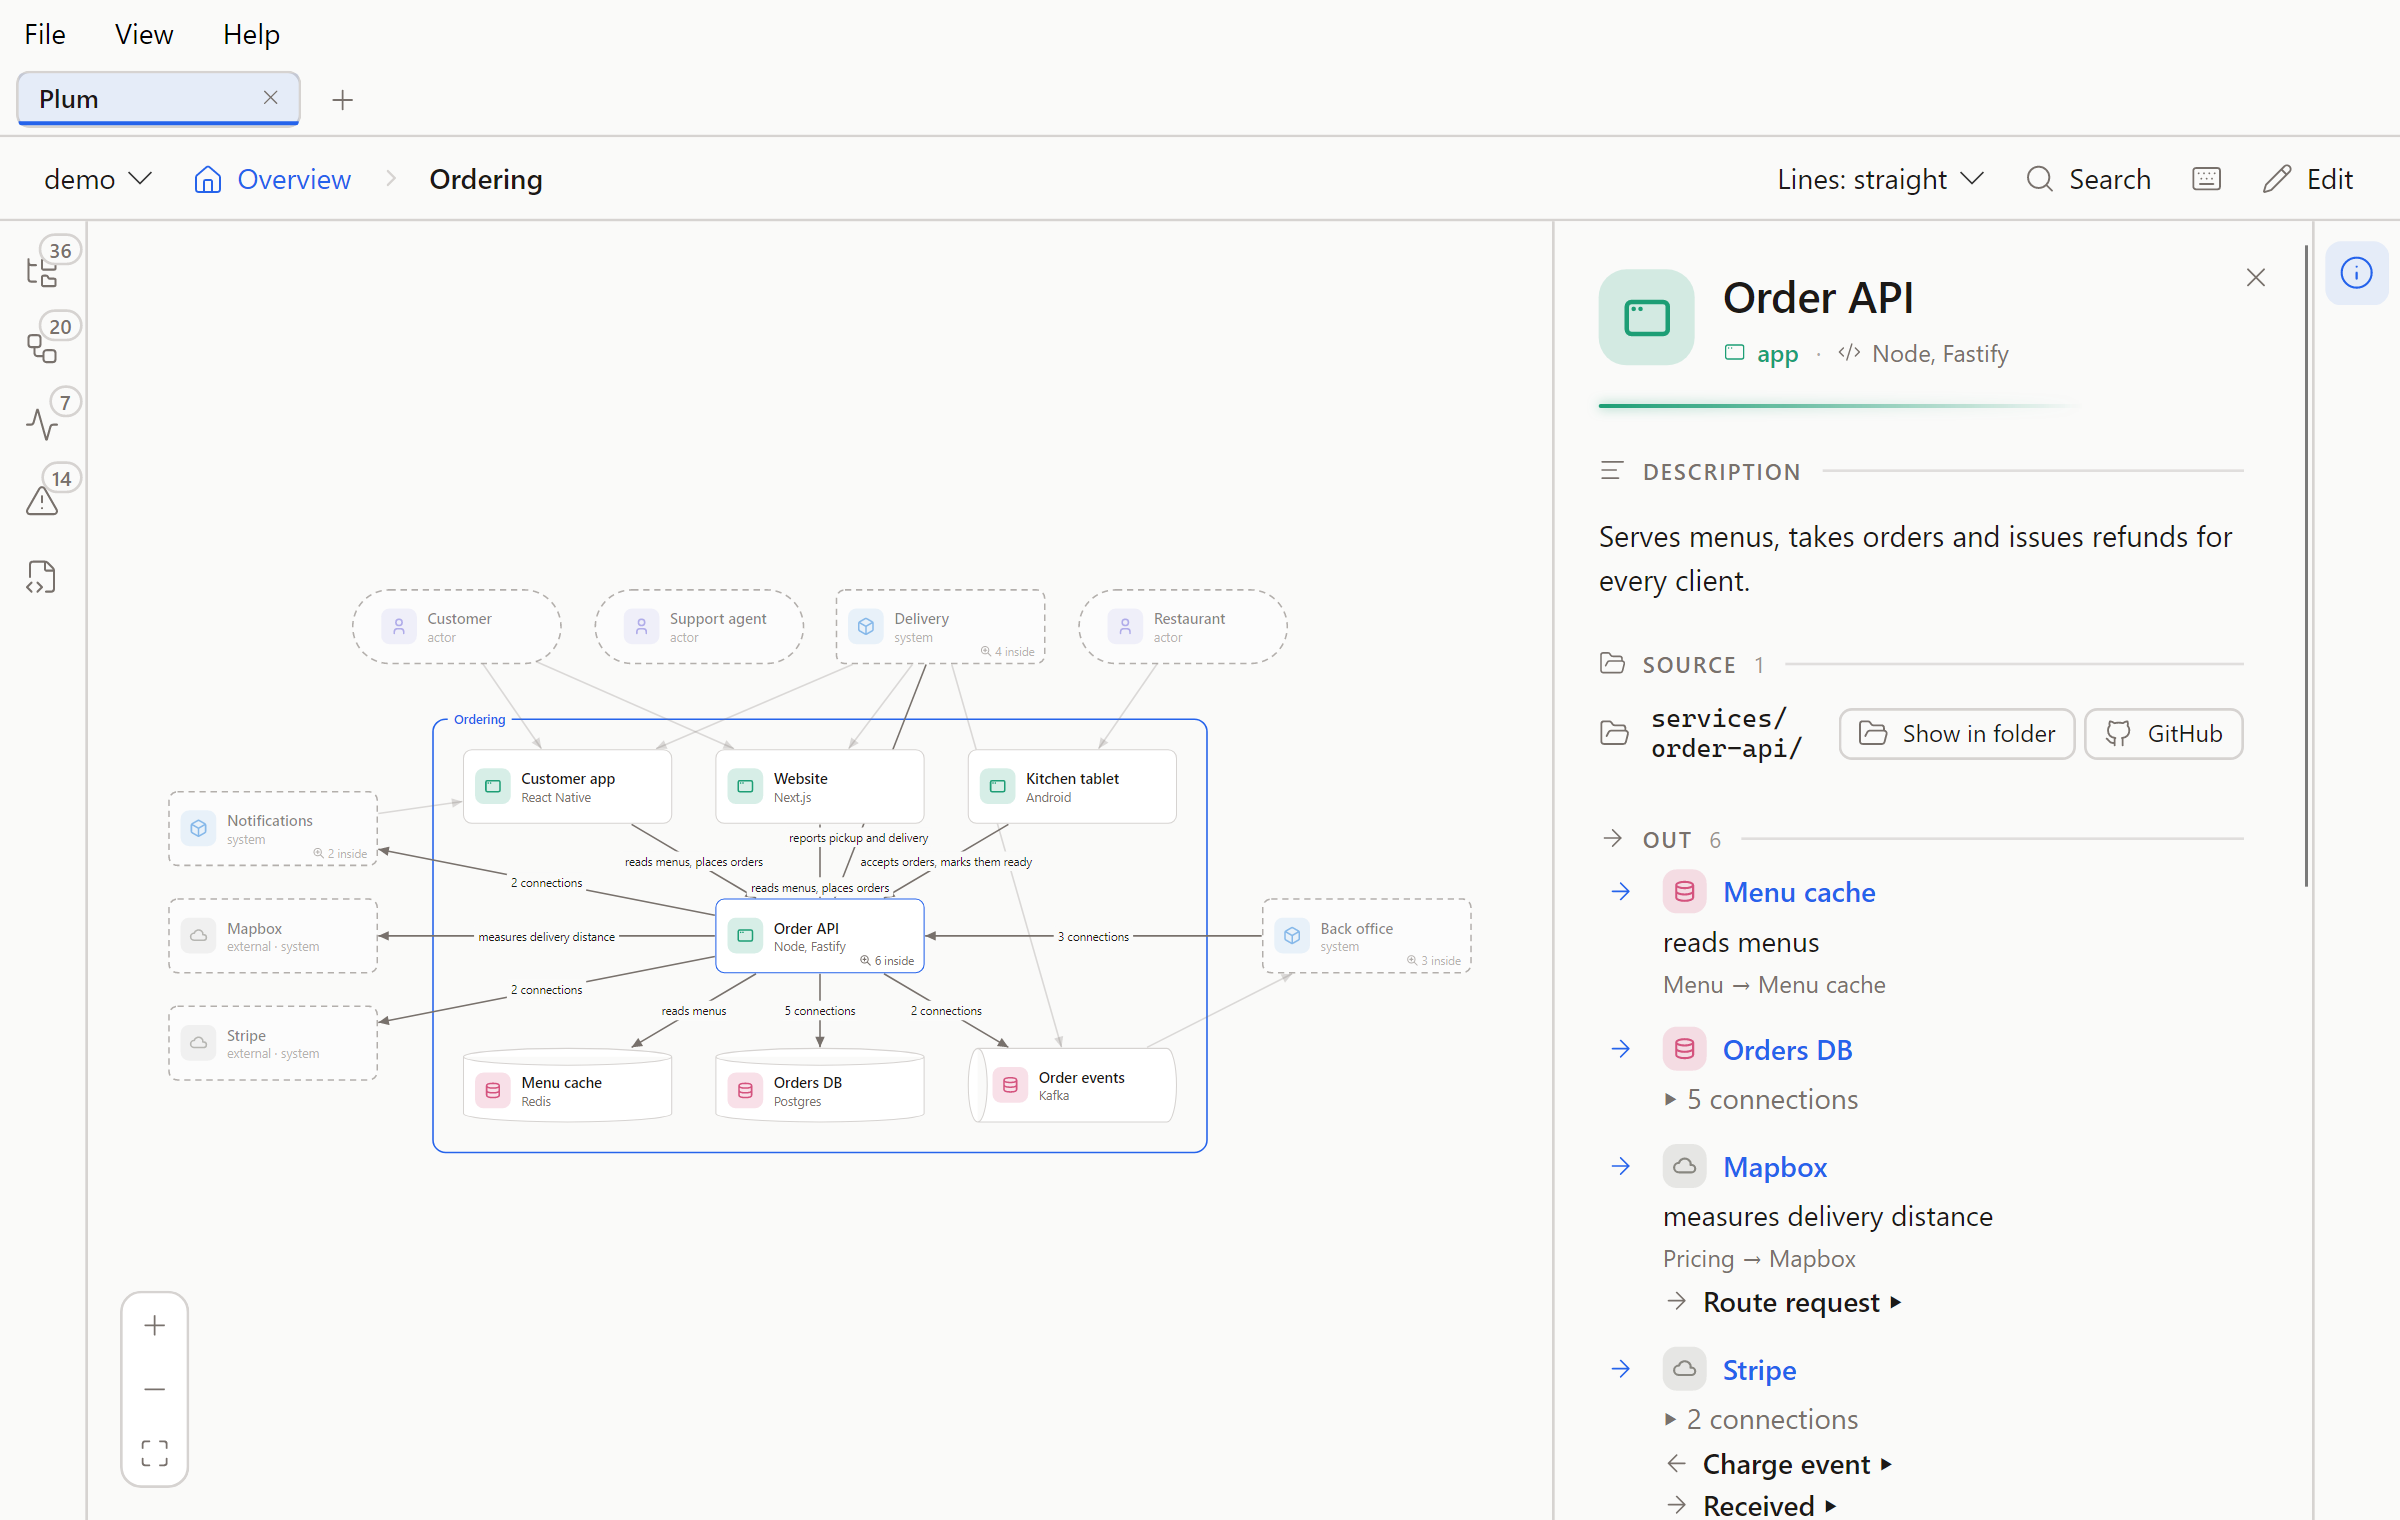 File View Help
Plum
demo Overview Ordering Lines: straight Search Edit
36
20
7
14
Customer
actor
Support agent
actor
Delivery
system
4 inside
Restaurant
actor
Ordering
Customer app
React Native
Website
Next.js
Kitchen tablet
Android
Notifications
system
2 inside
reports pickup and delivery
reads menus, places orders
accepts orders, marks them ready
2 connections
reads menus, places orders
Mapbox
external · system
measures delivery distance
Order API
Node, Fastify
6 inside
3 connections
Back office
system
3 inside
2 connections
reads menus
5 connections
2 connections
Stripe
external · system
Menu cache
Redis
Orders DB
Postgres
Order events
Kafka
Order API
app · Node, Fastify
DESCRIPTION
Serves menus, takes orders and issues refunds for
every client.
SOURCE 1
services/
order-api/
Show in folder GitHub
OUT 6
Menu cache
reads menus
Menu → Menu cache
Orders DB
5 connections
Mapbox
measures delivery distance
Pricing → Mapbox
Route request
Stripe
2 connections
Charge event
Received